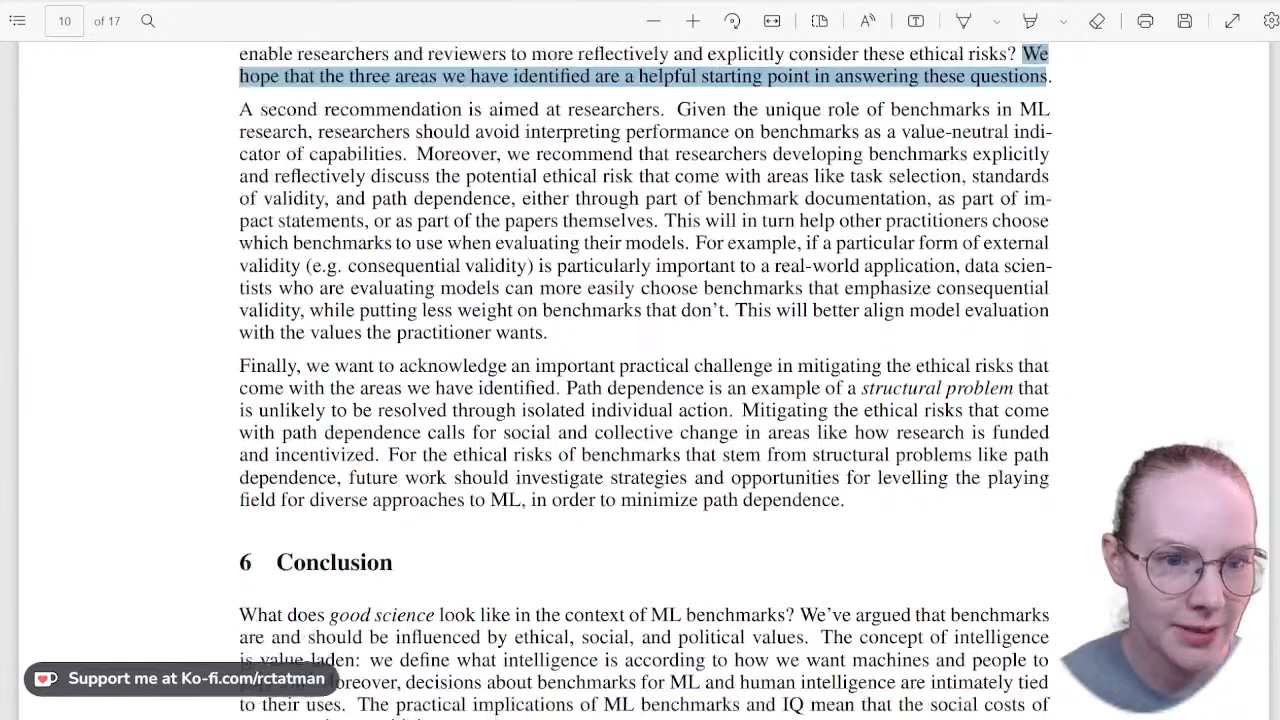 10 of 17
enable researchers and reviewers to more reflectively and explicitly consider these ethical risks? We
hope that the three areas we have identified are a helpful starting point in answering these questions.
A second recommendation is aimed at researchers. Given the unique role of benchmarks in ML
research, researchers should avoid interpreting performance on benchmarks as a value-neutral indi-
cator of capabilities. Moreover, we recommend that researchers developing benchmarks explicitly
and reflectively discuss the potential ethical risk that come with areas like task selection, standards
of validity, and path dependence, either through part of benchmark documentation, as part of im-
pact statements, or as part of the papers themselves. This will in turn help other practitioners choose
which benchmarks to use when evaluating their models. For example, if a particular form of external
validity (e.g. consequential validity) is particularly important to a real-world application, data scien-
tists who are evaluating models can more easily choose benchmarks that emphasize consequential
validity, while putting less weight on benchmarks that don't. This will better align model evaluation
with the values the practitioner wants.
Finally, we want to acknowledge an important practical challenge in mitigating the ethical risks that
come with the areas we have identified. Path dependence is an example of a structural problem that
is unlikely to be resolved through isolated individual action. Mitigating the ethical risks that come
with path dependence calls for social and collective change in areas like how research is funded
and incentivized. For the ethical risks of benchmarks that stem from structural problems like path
dependence, future work should investigate strategies and opportunities for levelling the playing
field for diverse approaches to ML, in order to minimize path dependence.
6 Conclusion
What does good science look like in the context of ML benchmarks? We've argued that benchmarks
are and should be influenced by ethical, social, and political values. The concept of intelligence
is value-laden: we define what intelligence is according to how we want machines and people to
Moreover, decisions about benchmarks for ML and human intelligence are intimately tied
to their uses. The practical implications of ML benchmarks and IQ mean that the social costs of
Support me at Ko-fi.com/rctatman